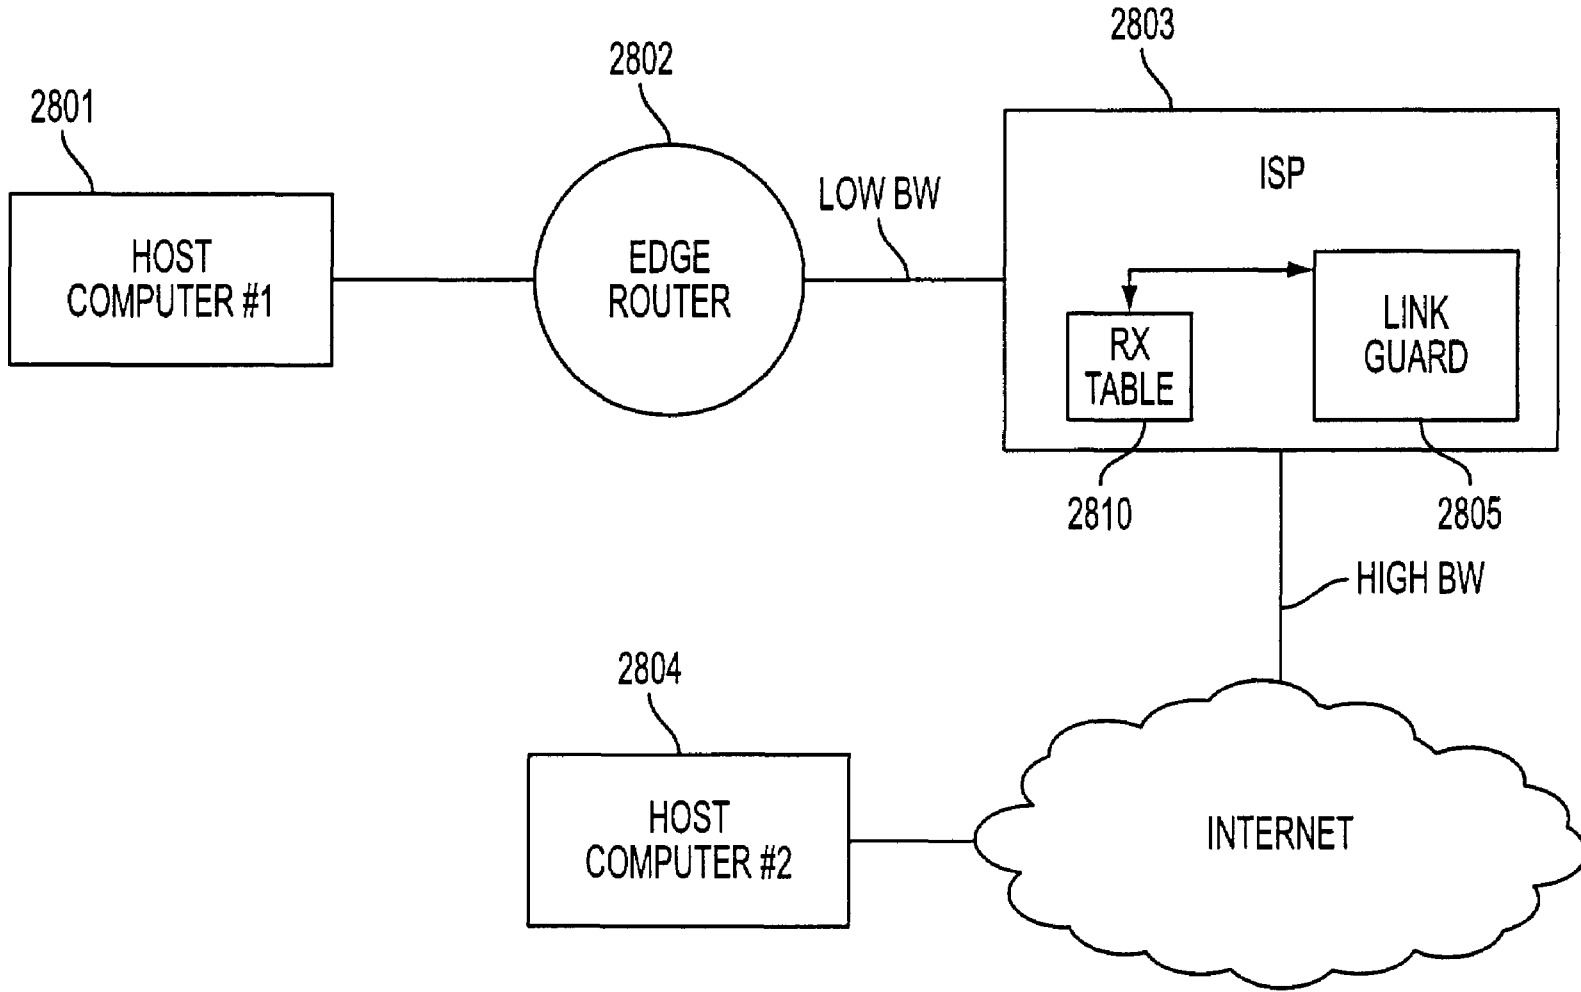 2803
2802
2801
ISP
LOW BW
HOST
COMPUTER #1
EDGE
ROUTER
RX
TABLE
LINK
GUARD
2810
2805
HIGH BW
2804
HOST
COMPUTER #2
INTERNET